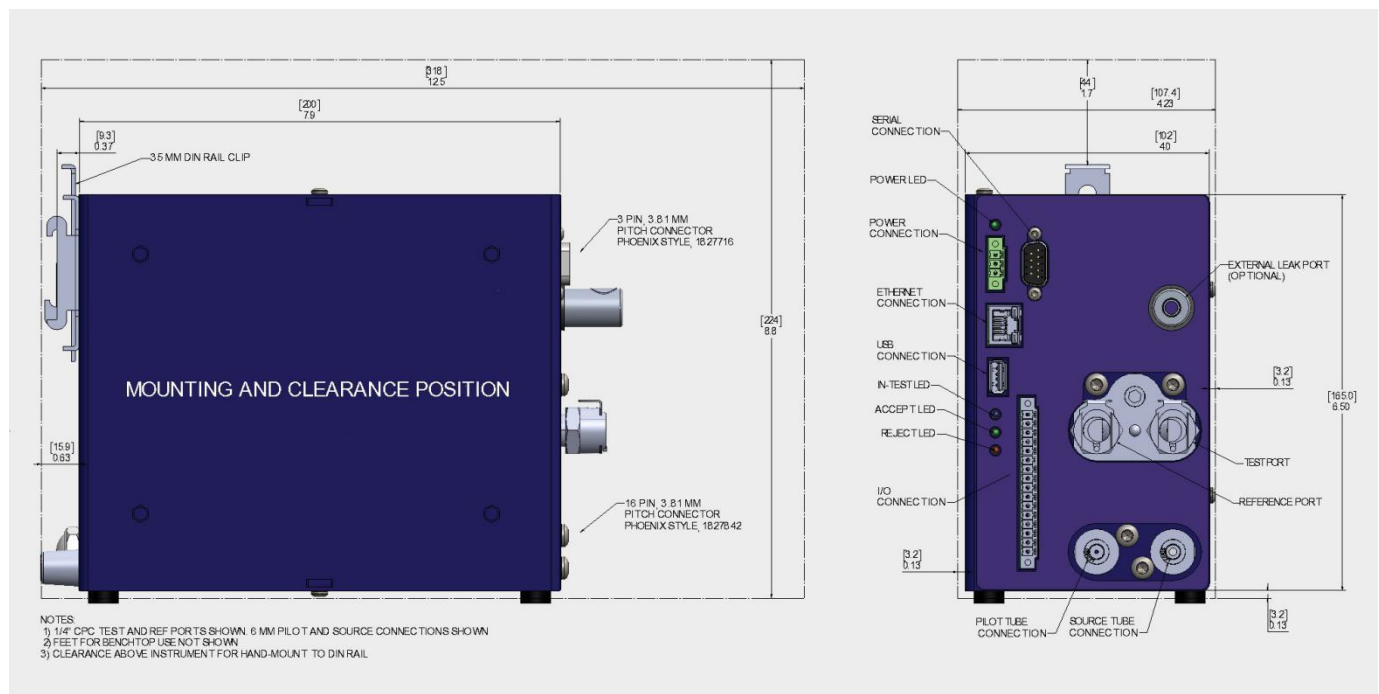 [318]
12.5
[200]
7.9
[9.3]
0.37
35 MM DIN RAIL CLIP
3 PIN, 3.81 MM
PITCH CONNECTOR
PHOENIX STYLE, 1827716
[224]
8.8
MOUNTING AND CLEARANCE POSITION
[15.9]
0.63
16 PIN, 3.81 MM
PITCH CONNECTOR
PHOENIX STYLE, 1827842
NOTES:
1) 1/4" CPC TEST AND REF PORTS SHOWN. 6 MM PILOT AND SOURCE CONNECTIONS SHOWN
2) FEET FOR BENCHTOP USE NOT SHOWN
3) CLEARANCE ABOVE INSTRUMENT FOR HAND-MOUNT TO DIN RAIL
[44]
1.7
[107.4]
4.23
[102]
4.0
SERIAL
CONNECTION
POWER LED
POWER
CONNECTION
EXTERNAL LEAK PORT
(OPTIONAL)
ETHERNET
CONNECTION
USB
CONNECTION
IN-TEST LED
ACCEPT LED
REJECT LED
[3.2]
0.13
[165.0]
6.50
TEST PORT
REFERENCE PORT
I/O
CONNECTION
[3.2]
0.13
PILOT TUBE
CONNECTION
SOURCE TUBE
CONNECTION
[3.2]
0.13